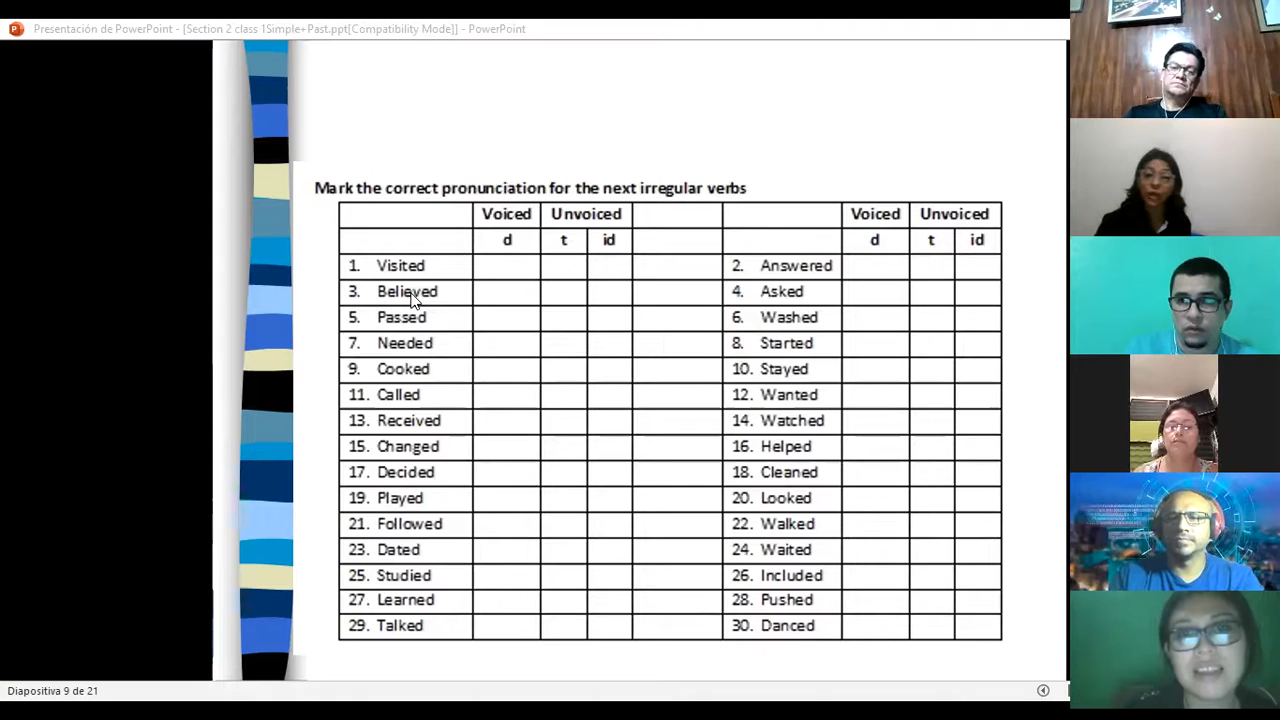 Presentación de PowerPoint - [Section 2 class 1Simple+Past.ppt[Compatibility Mode]] - PowerPoint
Mark the correct pronunciation for the next irregular verbs
Voiced Unvoiced Voiced Unvoiced
d t id d t id
1. Visited 2. Answered
3. Believed 4. Asked
5. Passed 6. Washed
7. Needed 8. Started
9. Cooked 10. Stayed
11. Called 12. Wanted
13. Received 14. Watched
15. Changed 16. Helped
17. Decided 18. Cleaned
19. Played 20. Looked
21. Followed 22. Walked
23. Dated 24. Waited
25. Studied 26. Included
27. Learned 28. Pushed
29. Talked 30. Danced
Diapositiva 9 de 21